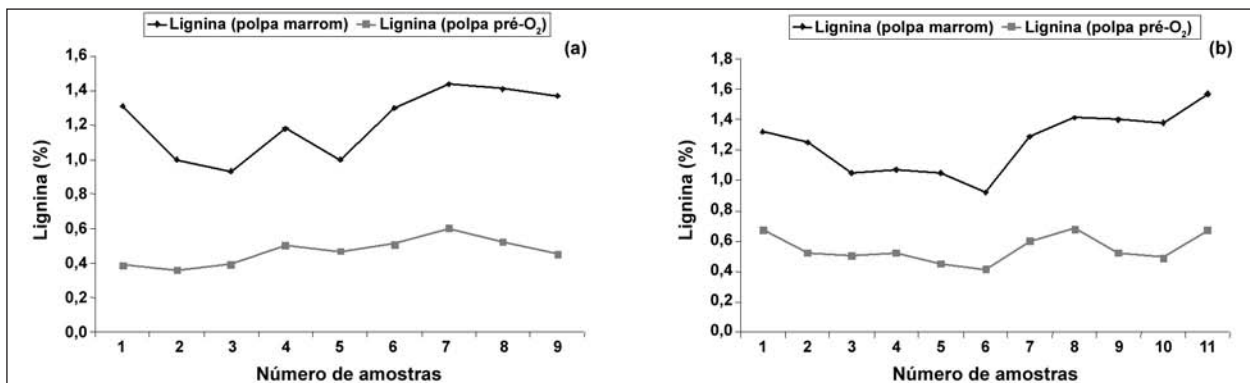 Lignina (polpa marrom) Lignina (polpa pré-O₂)
(a)
Lignina (%)
1,6
1,4
1,2
1,0
0,8
0,6
0,4
0,2
0,0
1 2 3 4 5 6 7 8 9
Número de amostras
Lignina (polpa marrom) Lignina (polpa pré-O₂)
(b)
Lignina (%)
1,8
1,6
1,4
1,2
1,0
0,8
0,6
0,4
0,2
0,0
1 2 3 4 5 6 7 8 9 10 11
Número de amostras